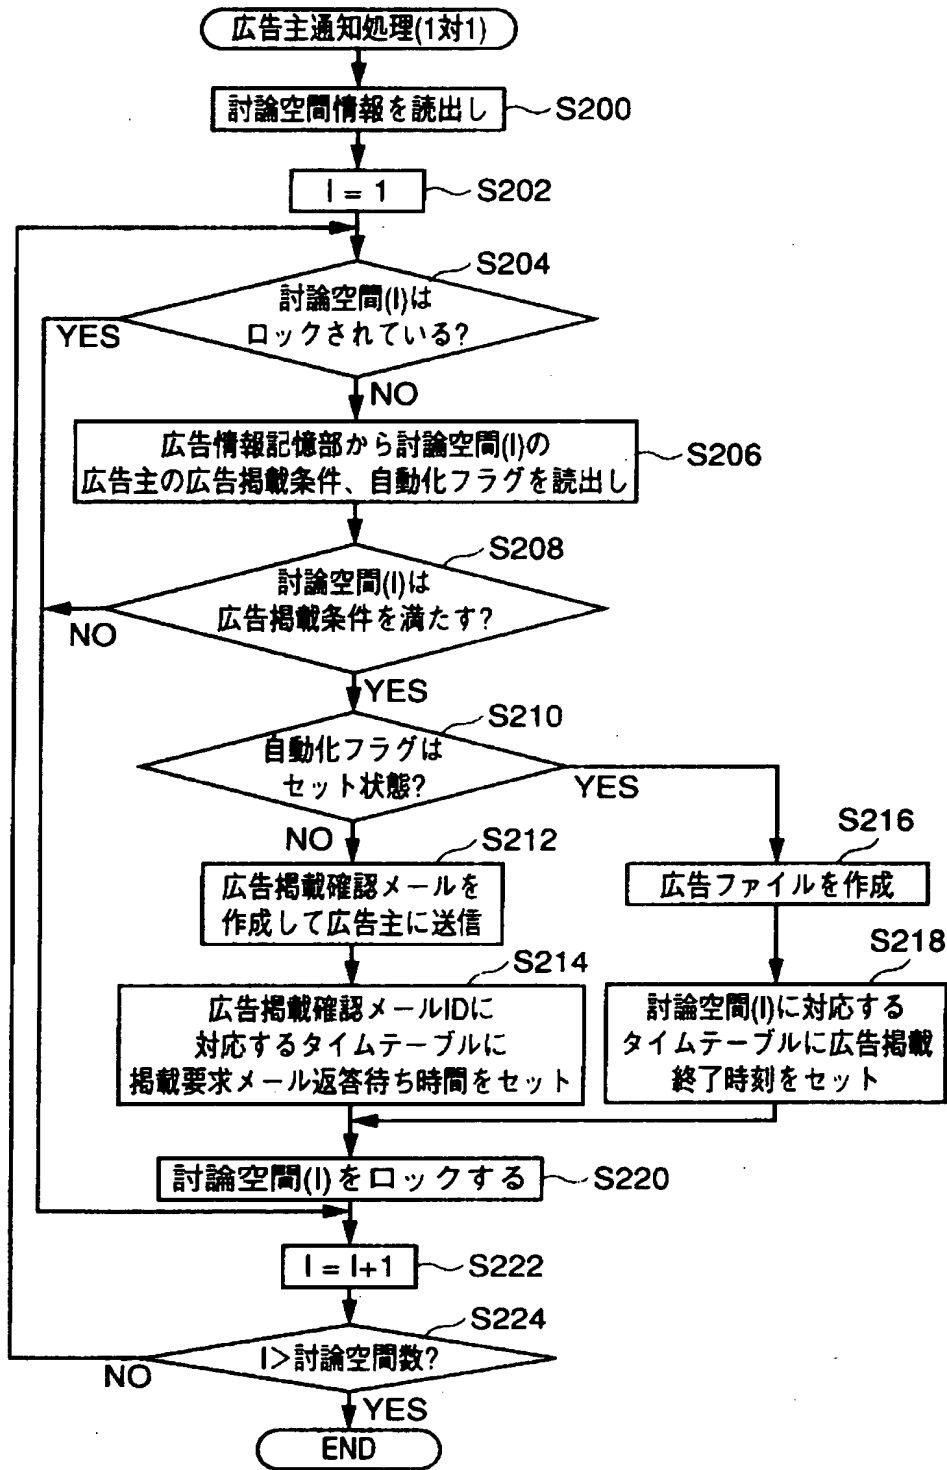 広告主通知処理(1対1)
討論空間情報を読出し
S200
I = 1
S202
S204
討論空間(I)は
ロックされている?
YES
NO
広告情報記憶部から討論空間(I)の
広告主の広告掲載条件、自動化フラグを読出し
S206
S208
討論空間(I)は
広告掲載条件を満たす?
NO
YES
S210
自動化フラグは
セット状態?
YES
NO
S212
広告掲載確認メールを
作成して広告主に送信
S216
広告ファイルを作成
S214
広告掲載確認メールIDに
対応するタイムテーブルに
掲載要求メール返答待ち時間をセット
S218
討論空間(I)に対応する
タイムテーブルに広告掲載
終了時刻をセット
討論空間(I)をロックする
S220
I = I+1
S222
S224
I>討論空間数?
NO
YES
END